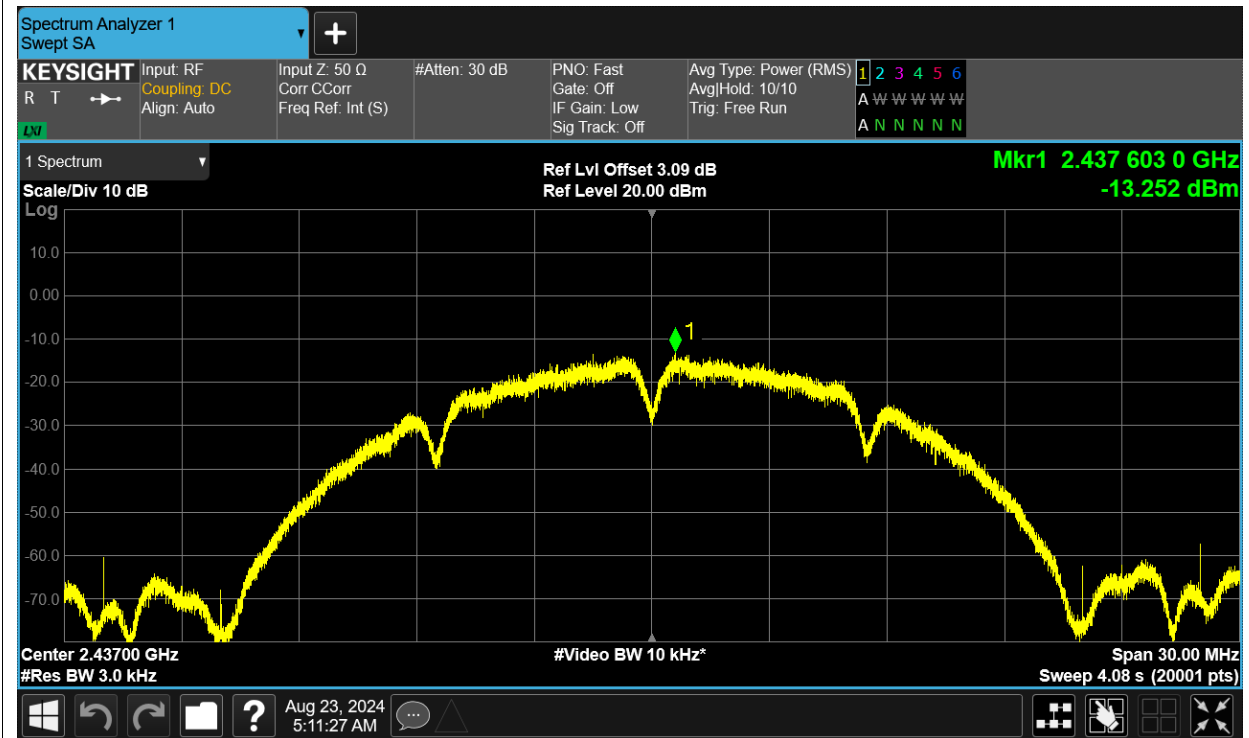 Spectrum Analyzer 1
Swept SA
+
KEYSIGHT
R T
LXI
Input: RF
Coupling: DC
Align: Auto
Input Z: 50 Ω
Corr CCorr
Freq Ref: Int (S)
#Atten: 30 dB
PNO: Fast
Gate: Off
IF Gain: Low
Sig Track: Off
Avg Type: Power (RMS)
Avg|Hold: 10/10
Trig: Free Run
1 2 3 4 5 6
A W W W W W
A N N N N N
1 Spectrum
Scale/Div 10 dB
Ref Lvl Offset 3.09 dB
Ref Level 20.00 dBm
Mkr1 2.437 603 0 GHz
-13.252 dBm
Log
10.0
0.00
-10.0
-20.0
-30.0
-40.0
-50.0
-60.0
-70.0
1
Center 2.43700 GHz
#Res BW 3.0 kHz
#Video BW 10 kHz*
Span 30.00 MHz
Sweep 4.08 s (20001 pts)
?
Aug 23, 2024
5:11:27 AM